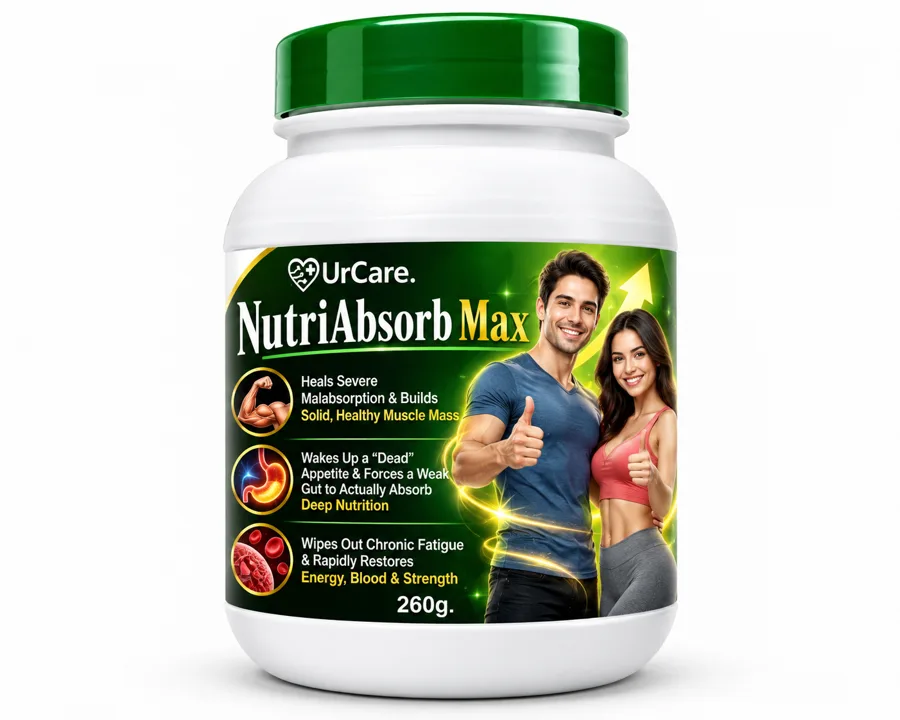 UrCare.
NutriAbsorb Max
Heals Severe
Malabsorption & Builds
Solid, Healthy Muscle Mass
Wakes Up a “Dead”
Appetite & Forces a Weak
Gut to Actually Absorb
Deep Nutrition
Wipes Out Chronic Fatigue
& Rapidly Restores
Energy, Blood & Strength
260g.